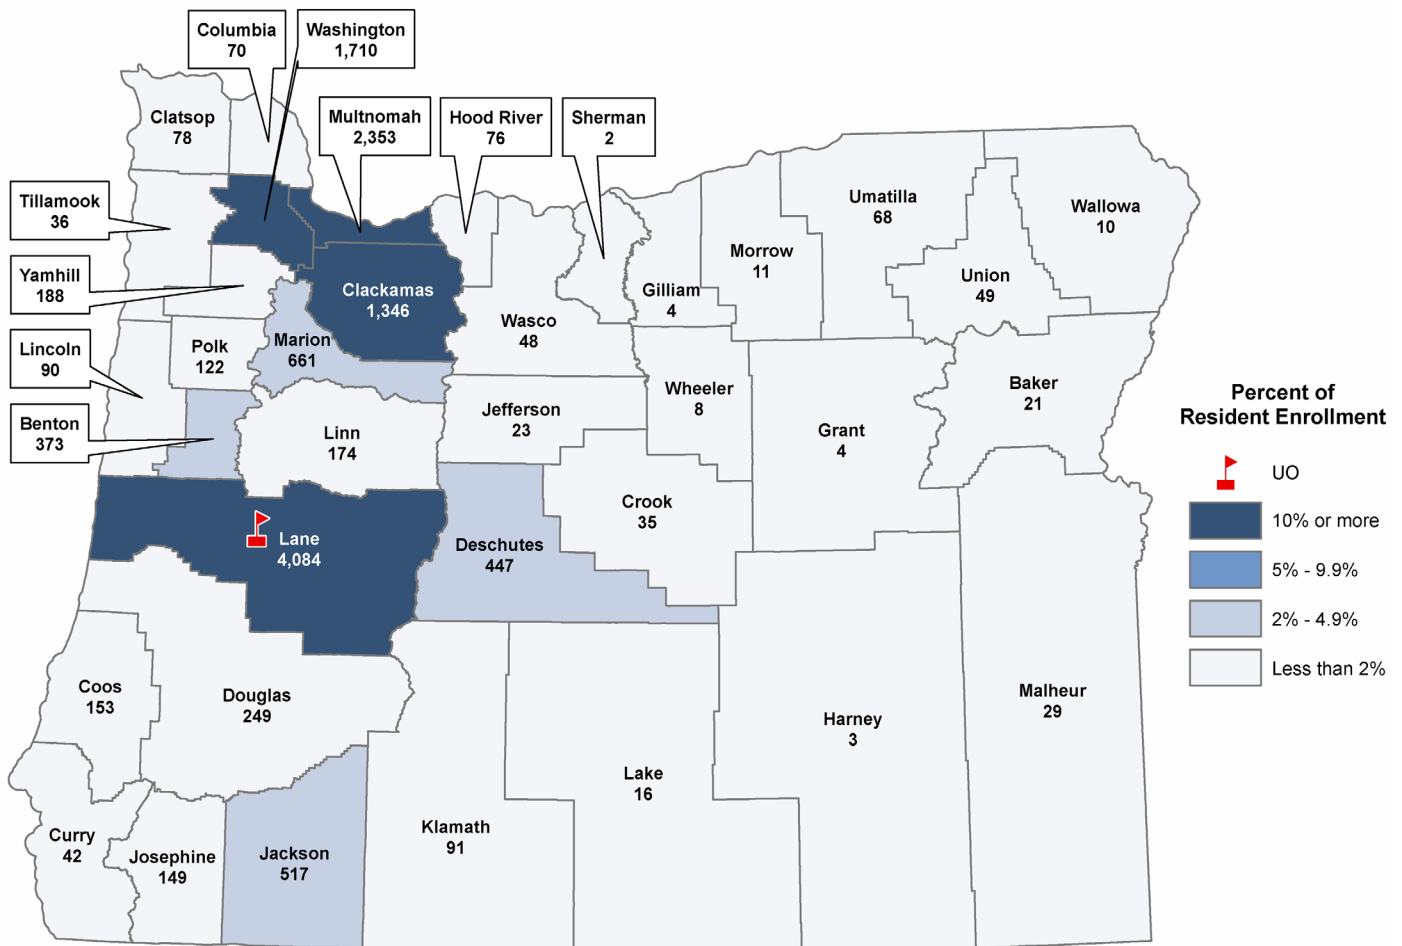 Columbia
70
Washington
1,710
Clatsop
78
Multnomah
2,353
Hood River
76
Sherman
2
Tillamook
36
Umatilla
68
Wallowa
10
Morrow
11
Yamhill
188
Clackamas
1,346
Gilliam
4
Union
49
Wasco
48
Lincoln
90
Polk
122
Marion
661
Wheeler
8
Baker
21
Percent of
Resident Enrollment
Benton
373
Linn
174
Jefferson
23
Grant
4
UO
Crook
35
10% or more
Lane
4,084
Deschutes
447
5% - 9.9%
2% - 4.9%
Less than 2%
Coos
153
Douglas
249
Harney
3
Malheur
29
Lake
16
Curry
42
Josephine
149
Jackson
517
Klamath
91